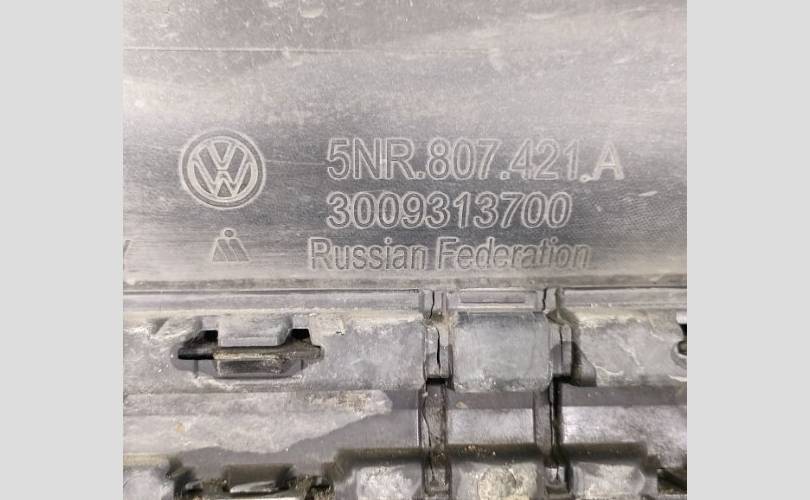 5NR.807.421.A
3009313700
Russian Federation